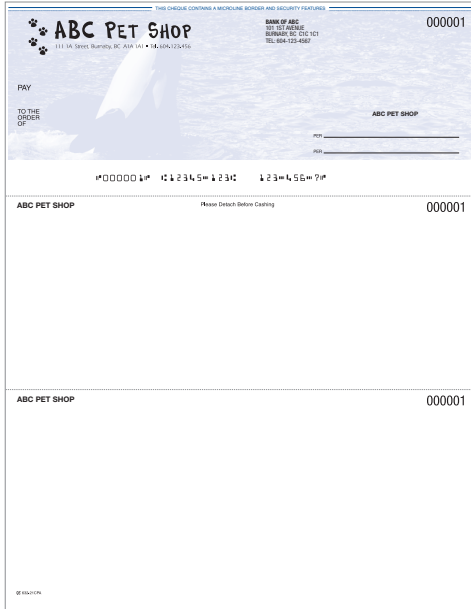 THIS CHEQUE CONTAINS A MICROLINE BORDER AND SECURITY FEATURES
ABC PET SHOP
111 1A Street, Burnaby, BC A1A 1A1 • Tel. 604.123.456
BANK OF ABC
101 1ST AVENUE
BURNABY, BC C1C 1C1
TEL: 604-123-4567
000001
PAY
TO THE
ORDER
OF
ABC PET SHOP
PER
PER
⑈000001⑈ ⑆12345⑉123⑆ 123⑉456⑉7⑈
ABC PET SHOP
Please Detach Before Cashing
000001
ABC PET SHOP
000001